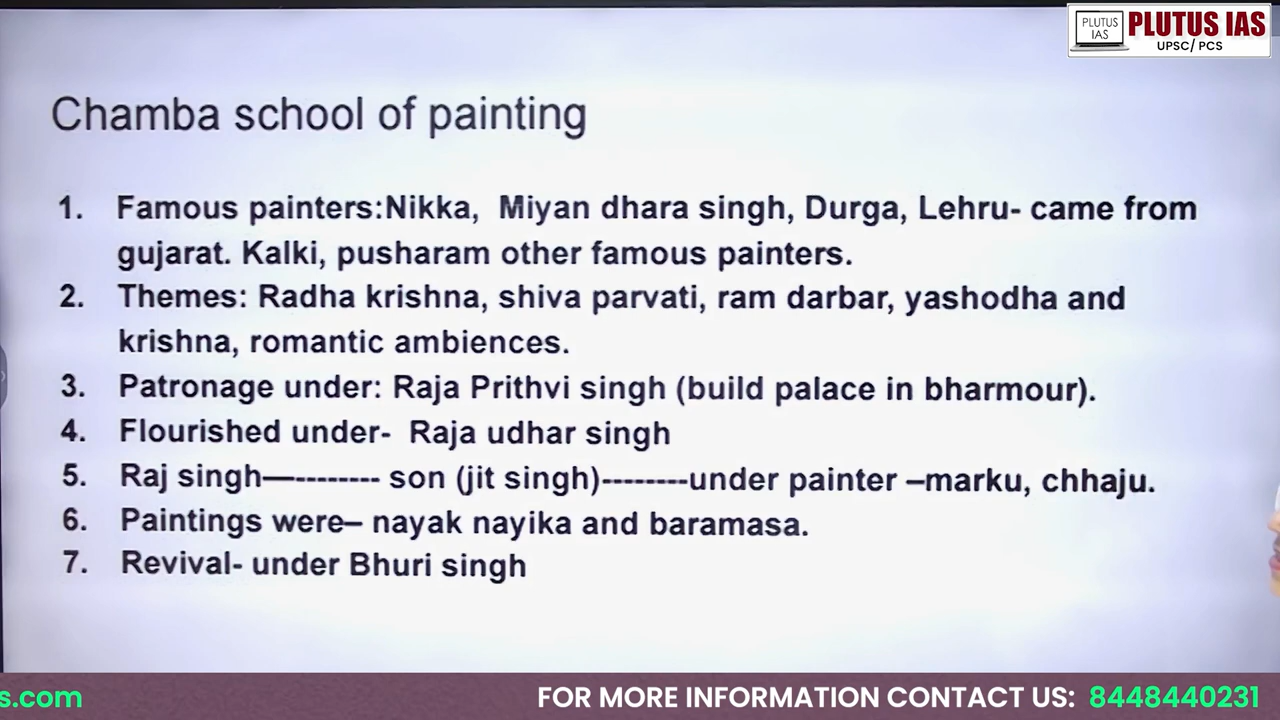 PLUTUS IAS
PLUTUS IAS
UPSC/ PCS
Chamba school of painting
1. Famous painters:Nikka, Miyan dhara singh, Durga, Lehru- came from
gujarat. Kalki, pusharam other famous painters.
2. Themes: Radha krishna, shiva parvati, ram darbar, yashodha and
krishna, romantic ambiences.
3. Patronage under: Raja Prithvi singh (build palace in bharmour).
4. Flourished under- Raja udhar singh
5. Raj singh—-------- son (jit singh)--------under painter –marku, chhaju.
6. Paintings were– nayak nayika and baramasa.
7. Revival- under Bhuri singh
s.com FOR MORE INFORMATION CONTACT US: 8448440231